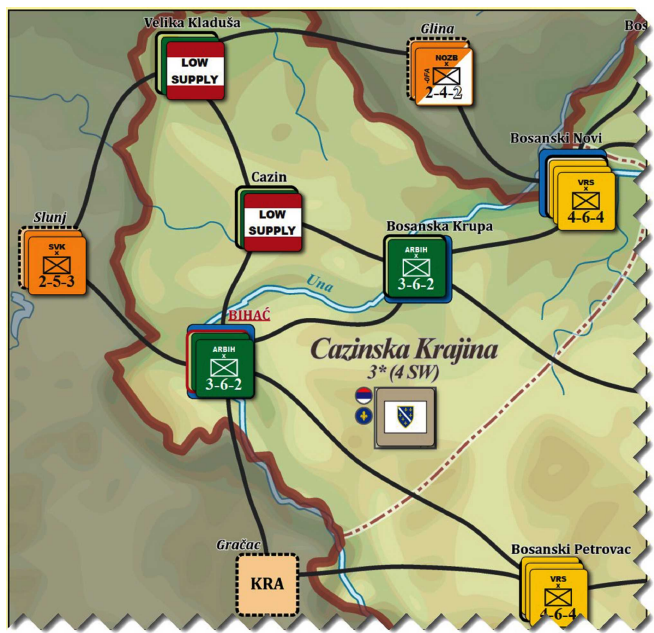 Velika Kladuša
LOW
SUPPLY
Glina
NOZB
x
-OFA
2-4-2
Bos
Bosanski Novi
VRS
x
4-6-4
Cazin
LOW
SUPPLY
Slunj
SVK
x
2-5-3
Bosanska Krupa
ARBIH
x
3-6-2
Una
BIHAĆ
ARBIH
x
3-6-2
Cazinska Krajina
3* (4 SW)
Gračac
KRA
Bosanski Petrovac
VRS
x
4-6-4